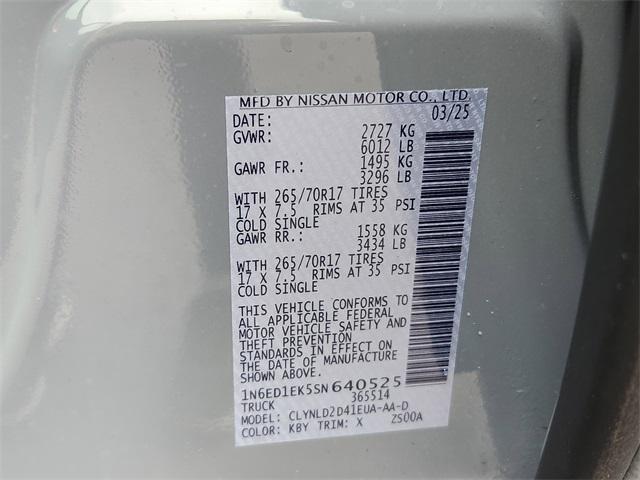 MFD BY NISSAN MOTOR CO., LTD.
DATE: 03/25
GVWR: 2727 KG
6012 LB
GAWR FR.: 1495 KG
3296 LB
WITH 265/70R17 TIRES
17 X 7.5 RIMS AT 35 PSI
COLD SINGLE
GAWR RR.: 1558 KG
3434 LB
WITH 265/70R17 TIRES
17 X 7.5 RIMS AT 35 PSI
COLD SINGLE
THIS VEHICLE CONFORMS TO
ALL APPLICABLE FEDERAL
MOTOR VEHICLE SAFETY AND
THEFT PREVENTION
STANDARDS IN EFFECT ON
THE DATE OF MANUFACTURE
SHOWN ABOVE.
1N6ED1EK5SN640525
TRUCK 365514
MODEL: CLYNLD2D41EUA-AA-D
COLOR: KBY TRIM: X ZS00A